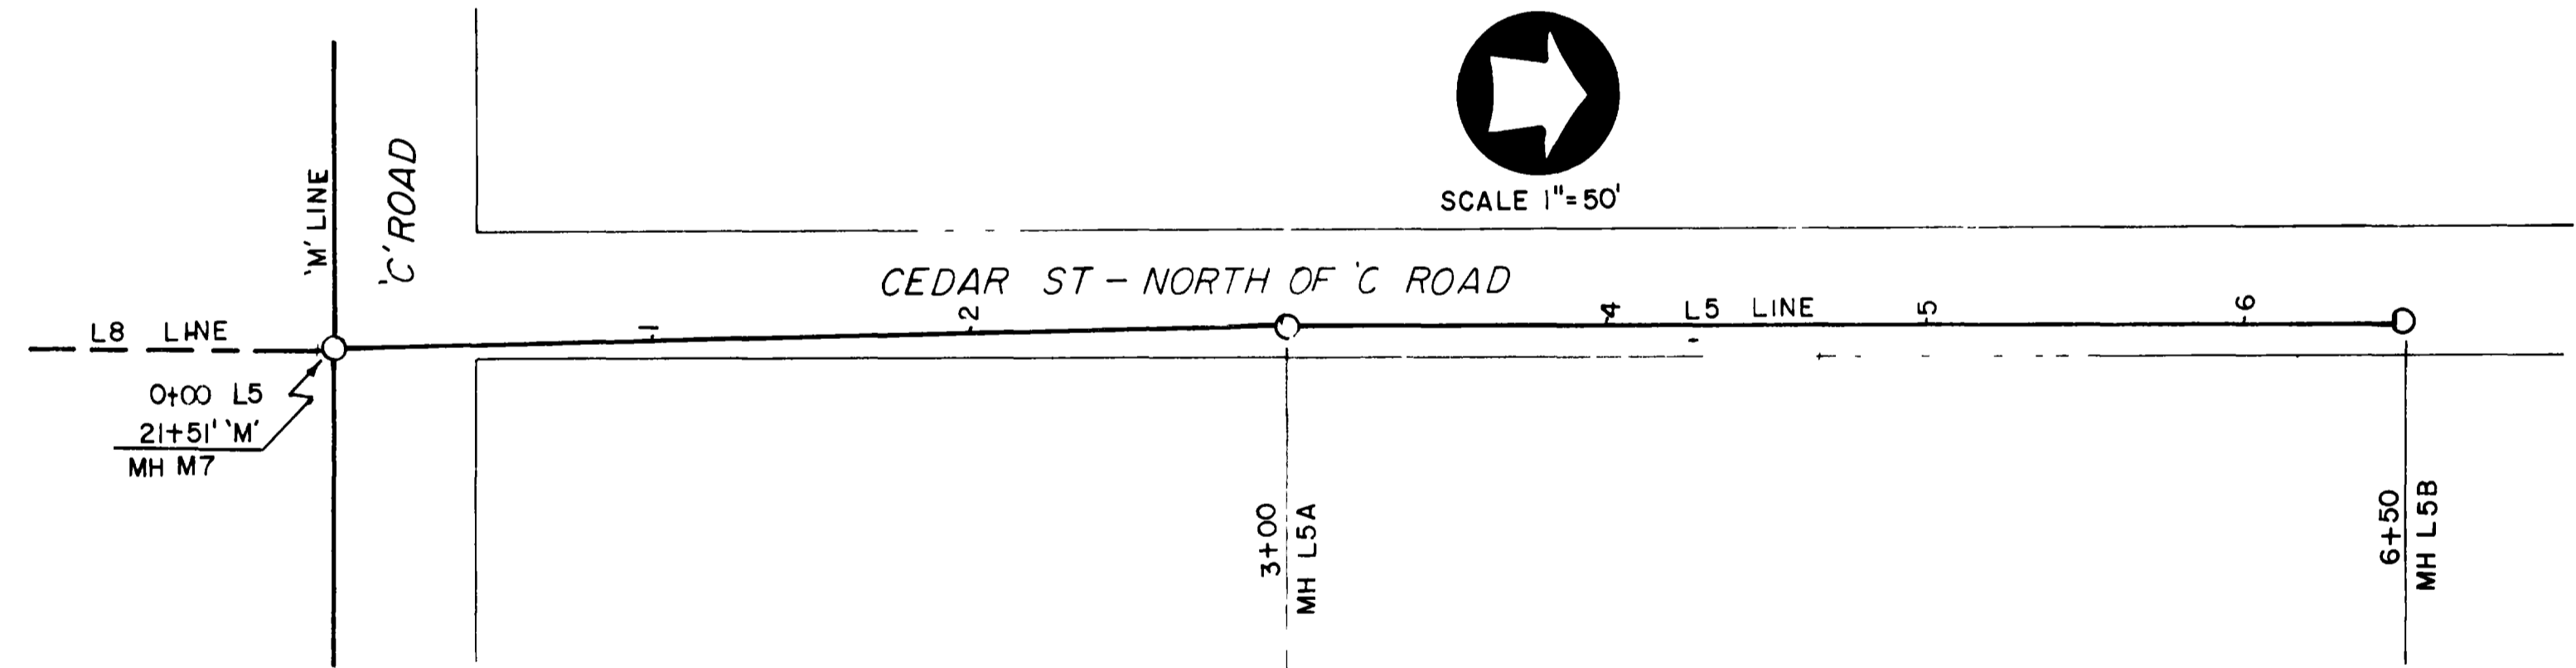 'M' LINE
'C' ROAD
SCALE 1"=50'
CEDAR ST - NORTH OF 'C ROAD
L8 LINE
1
2
4
L5 LINE
5
6
0+00 L5
21+51' 'M'
MH M7
3+00
MH L5A
6+50
MH L5B